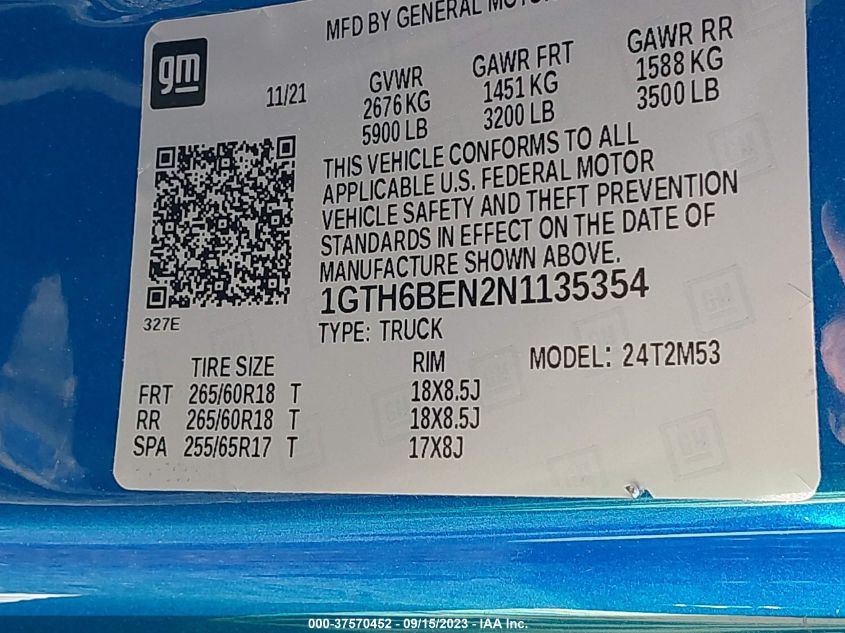 MFD BY GENERAL MOTOR
gm
11/21
GVWR GAWR FRT GAWR RR
2676 KG 1451 KG 1588 KG
5900 LB 3200 LB 3500 LB
THIS VEHICLE CONFORMS TO ALL
APPLICABLE U.S. FEDERAL MOTOR
VEHICLE SAFETY AND THEFT PREVENTION
STANDARDS IN EFFECT ON THE DATE OF
MANUFACTURE SHOWN ABOVE.
1GTH6BEN2N1135354
327E
TYPE: TRUCK
TIRE SIZE RIM MODEL: 24T2M53
FRT 265/60R18 T 18X8.5J
RR 265/60R18 T 18X8.5J
SPA 255/65R17 T 17X8J
000-37570452 - 09/15/2023 - IAA Inc.